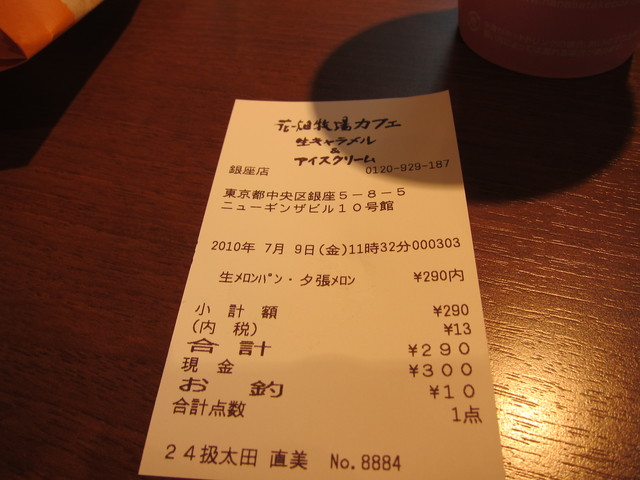 花畑牧場カフェ
生キャラメル
&
アイスクリーム
銀座店 0120-929-187
東京都中央区銀座5-8-5
ニューギンザビル10号館
2010年 7月 9日(金)11時32分000303
生ﾒﾛﾝﾊﾟﾝ・夕張ﾒﾛﾝ ¥290内
小計額 ¥290
(内税) ¥13
合計 ¥290
現金 ¥300
お釣 ¥10
合計点数 1点
24扱太田 直美 No.8884